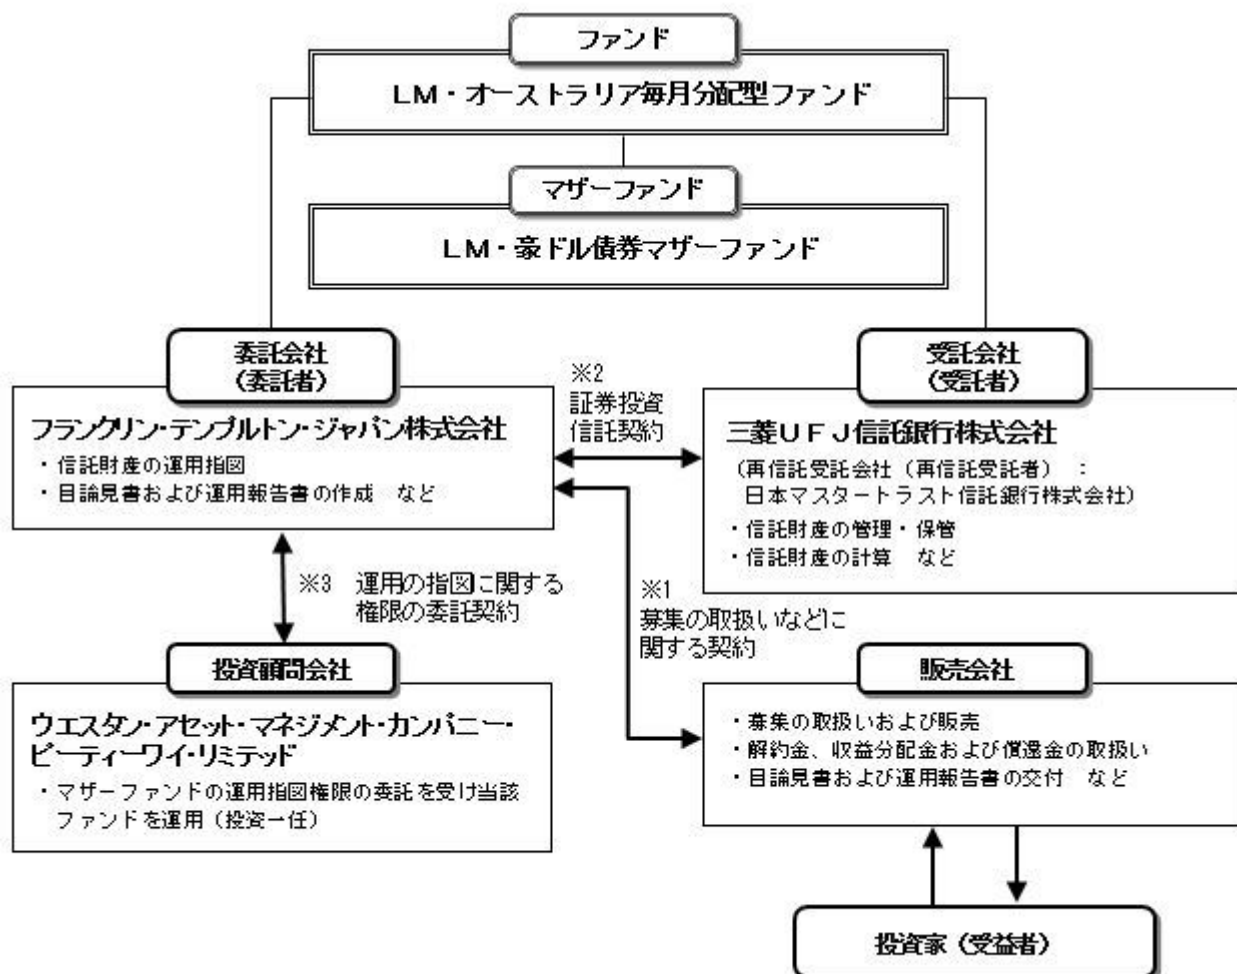 ファンド
LM・オーストラリア毎月分配型ファンド
マザーファンド
LM・豪ドル債券マザーファンド
委託会社
（委託者）
フランクリン・テンプルトン・ジャパン株式会社
・信託財産の運用指図
・目論見書および運用報告書の作成　など
※2
証券投資
信託契約
受託会社
（受託者）
三菱UFJ信託銀行株式会社
（再信託受託会社（再信託受託者）：
日本マスタートラスト信託銀行株式会社）
・信託財産の管理・保管
・信託財産の計算　など
※3　運用の指図に関する
権限の委託契約
※1
募集の取扱いなどに
関する契約
投資顧問会社
ウエスタン・アセット・マネジメント・カンパニー・
ピーティーワイ・リミテッド
・マザーファンドの運用指図権限の委託を受け当該
ファンドを運用（投資一任）
販売会社
・募集の取扱いおよび販売
・解約金、収益分配金および償還金の取扱い
・目論見書および運用報告書の交付　など
投資家（受益者）